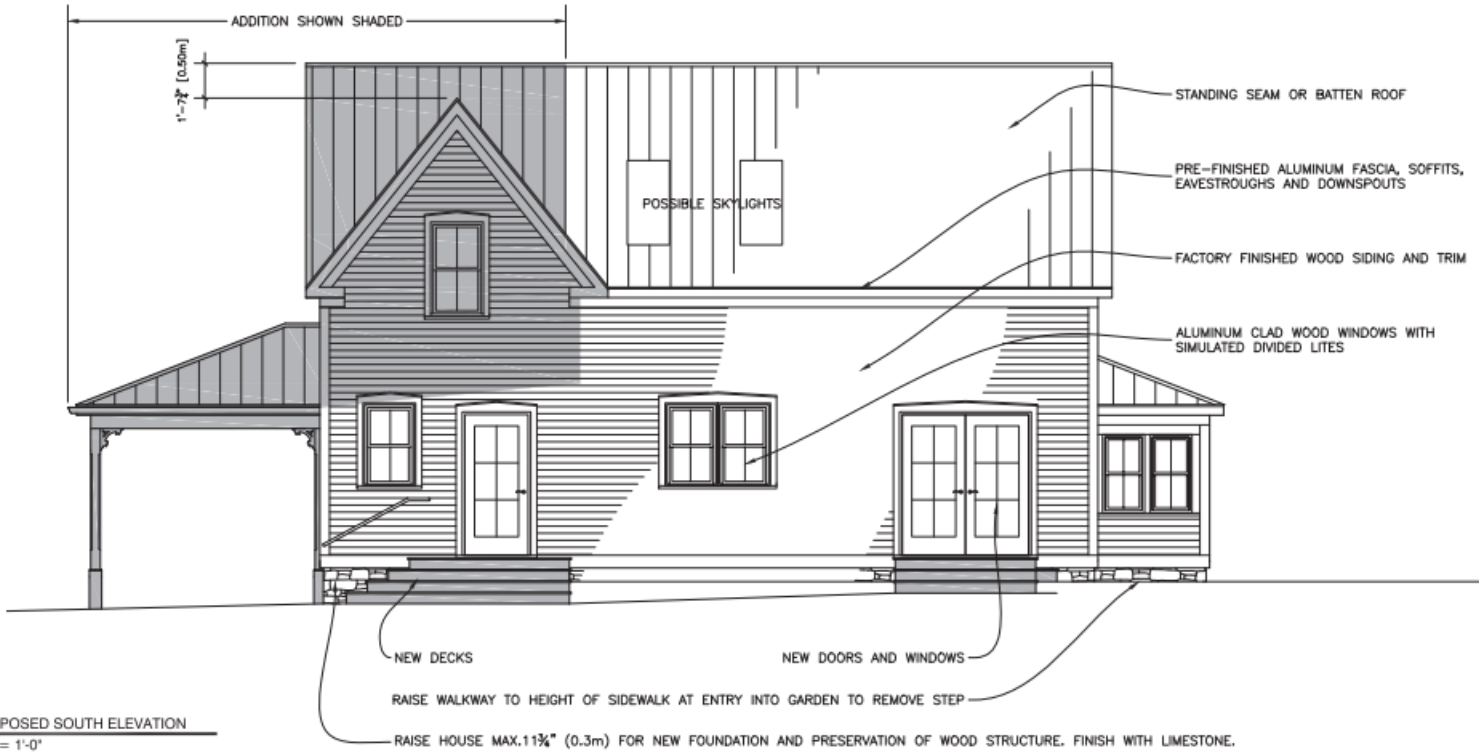 ADDITION SHOWN SHADED
1'-7¾" [0.50m]
STANDING SEAM OR BATTEN ROOF
PRE-FINISHED ALUMINUM FASCIA, SOFFITS,
EAVESTROUGHS AND DOWNSPOUTS
POSSIBLE SKYLIGHTS
FACTORY FINISHED WOOD SIDING AND TRIM
ALUMINUM CLAD WOOD WINDOWS WITH
SIMULATED DIVIDED LITES
NEW DECKS
NEW DOORS AND WINDOWS
RAISE WALKWAY TO HEIGHT OF SIDEWALK AT ENTRY INTO GARDEN TO REMOVE STEP
POSED SOUTH ELEVATION
= 1'-0"
RAISE HOUSE MAX.11¾" (0.3m) FOR NEW FOUNDATION AND PRESERVATION OF WOOD STRUCTURE. FINISH WITH LIMESTONE.